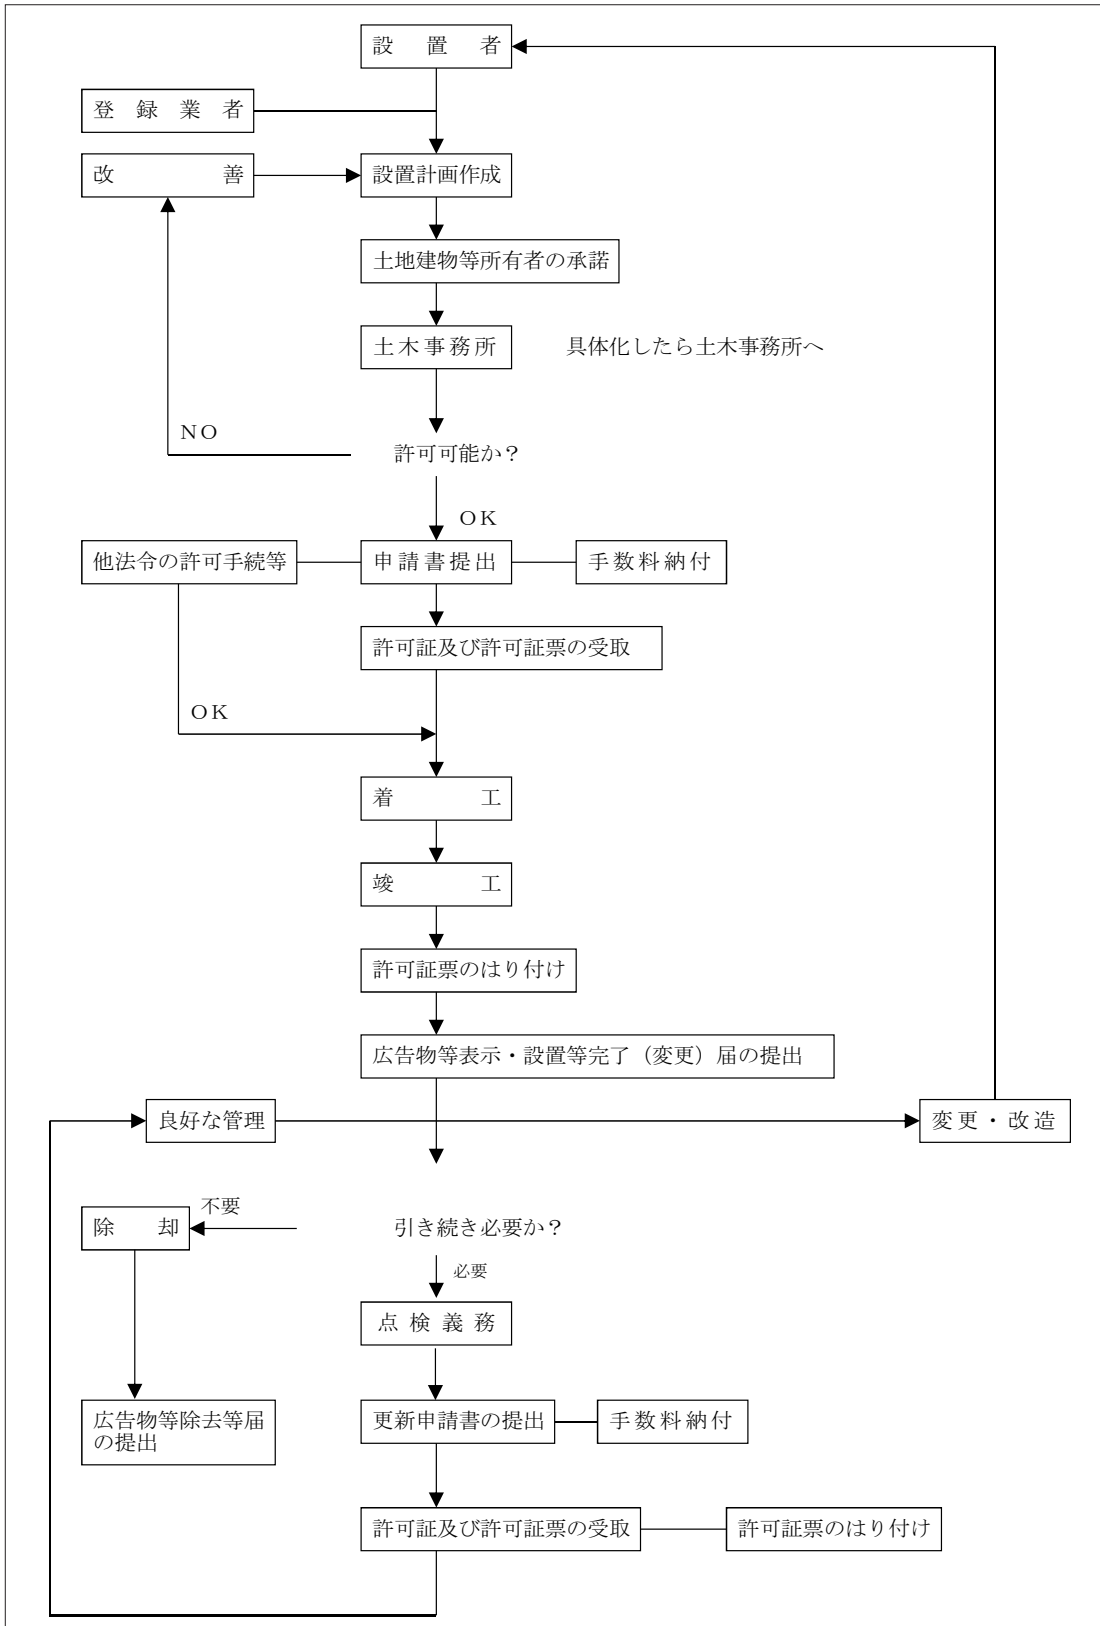 設置者
登録業者
改善
設置計画作成
土地建物等所有者の承諾
土木事務所
具体化したら土木事務所へ
NO
許可可能か？
OK
他法令の許可手続等
申請書提出
手数料納付
許可証及び許可証票の受取
OK
着工
竣工
許可証票のはり付け
広告物等表示・設置等完了（変更）届の提出
良好な管理
変更・改造
不要
除却
引き続き必要か？
必要
点検義務
広告物等除去等届
の提出
更新申請書の提出
手数料納付
許可証及び許可証票の受取
許可証票のはり付け